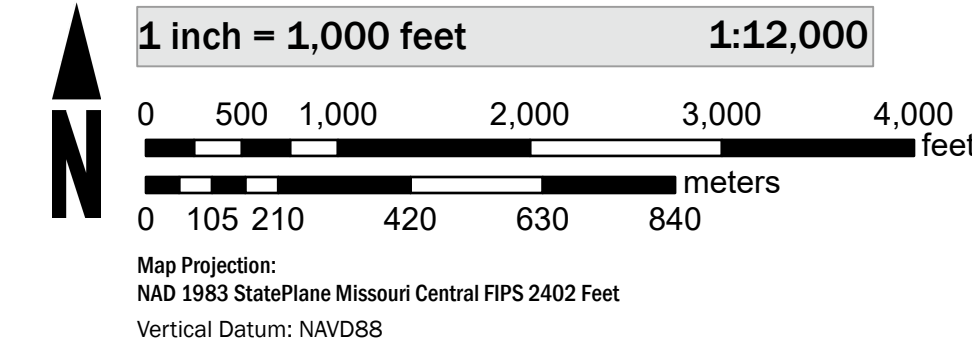 1 inch = 1,000 feet 1:12,000
0 500 1,000 2,000 3,000 4,000
feet
meters
0 105 210 420 630 840
N
Map Projection:
NAD 1983 StatePlane Missouri Central FIPS 2402 Feet
Vertical Datum: NAVD88